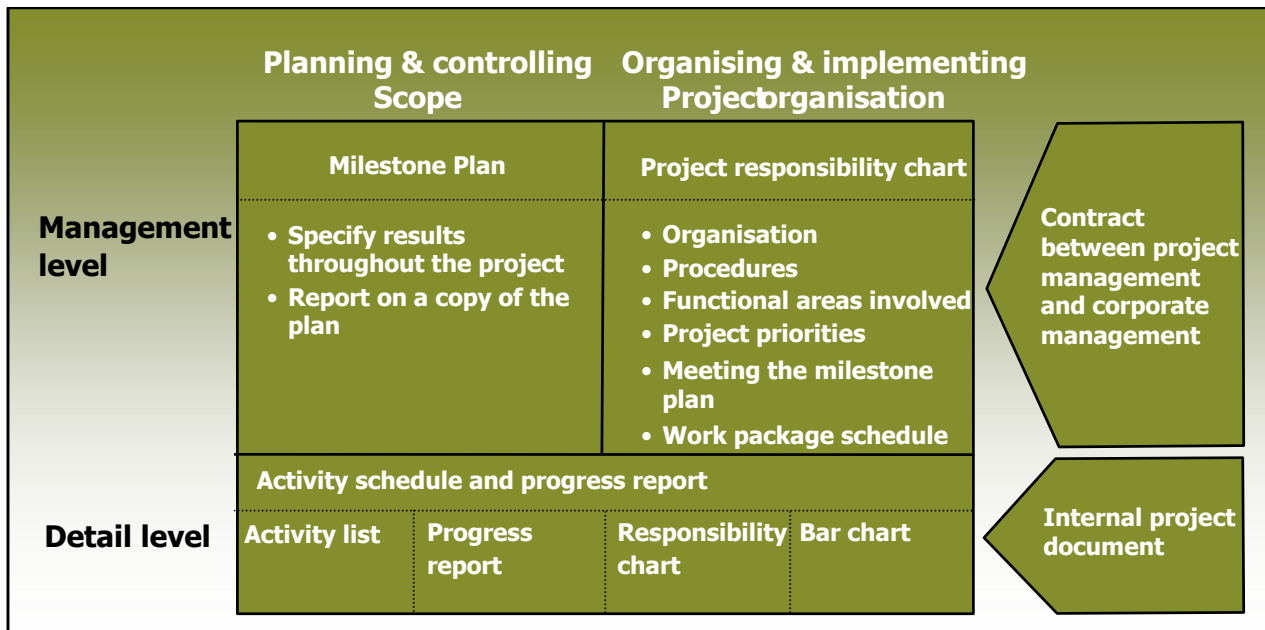 Planning & controlling
Scope
Organising & implementing
Projectorganisation
Management
level
Milestone Plan
• Specify results
throughout the project
• Report on a copy of the
plan
Project responsibility chart
• Organisation
• Procedures
• Functional areas involved
• Project priorities
• Meeting the milestone
plan
• Work package schedule
Contract
between project
management
and corporate
management
Detail level
Activity schedule and progress report
Activity list
Progress
report
Responsibility
chart
Bar chart
Internal project
document